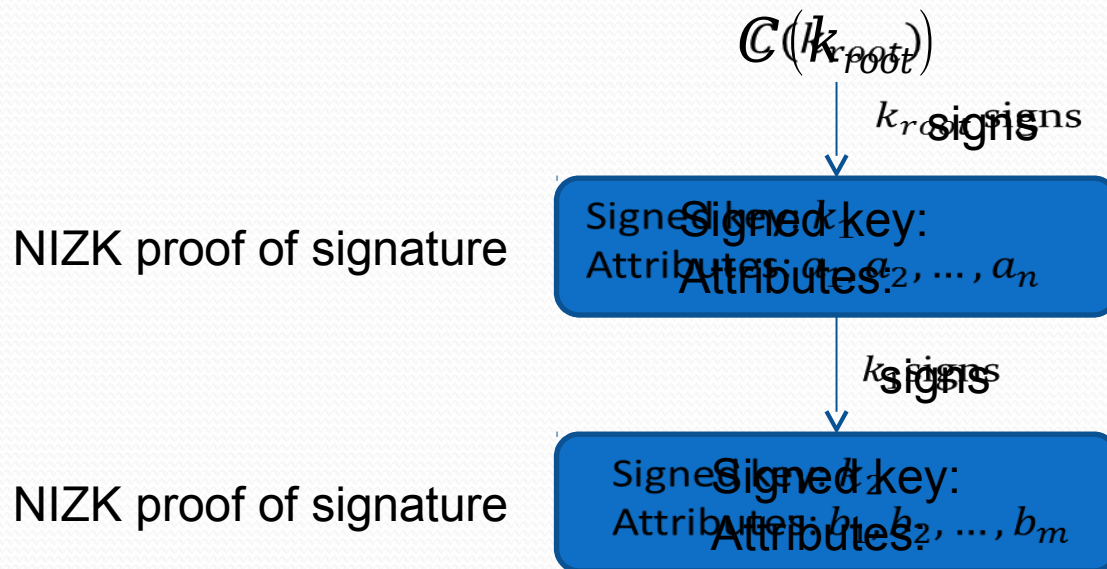 C(k_root)
k_root signs
NIZK proof of signature
Signed key: k_1
Attributes: a_1, a_2, …, a_n
k_1 signs
NIZK proof of signature
Signed key: k_2
Attributes: b_1, b_2, …, b_m